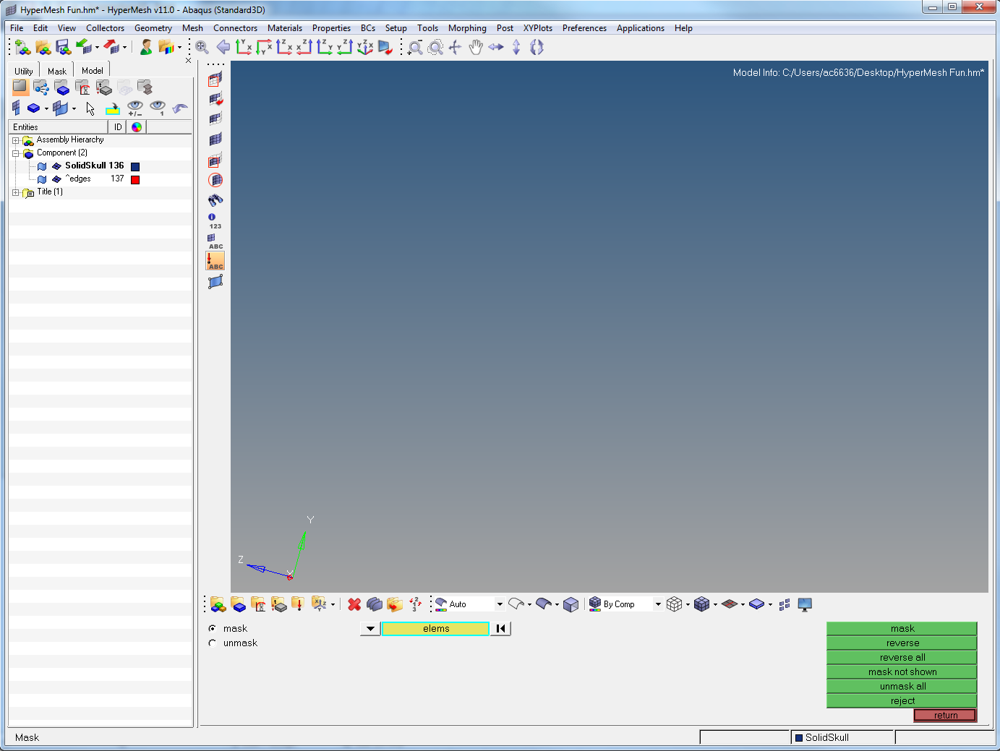 HyperMesh Fun.hm* - HyperMesh v11.0 - Abaqus (Standard3D)
File Edit View Collectors Geometry Mesh Connectors Materials Properties BCs Setup Tools Morphing Post XYPlots Preferences Applications Help
Utility Mask Model
Model Info: C:/Users/ac6636/Desktop/HyperMesh Fun.hm*
Entities ID
Assembly Hierarchy
Component (2)
SolidSkull 136
^edges 137
Title (1)
123
ABC
ABC
Y
Z
X
Auto By Comp
mask elems mask
unmask reverse
reverse all
mask not shown
unmask all
reject
return
Mask SolidSkull